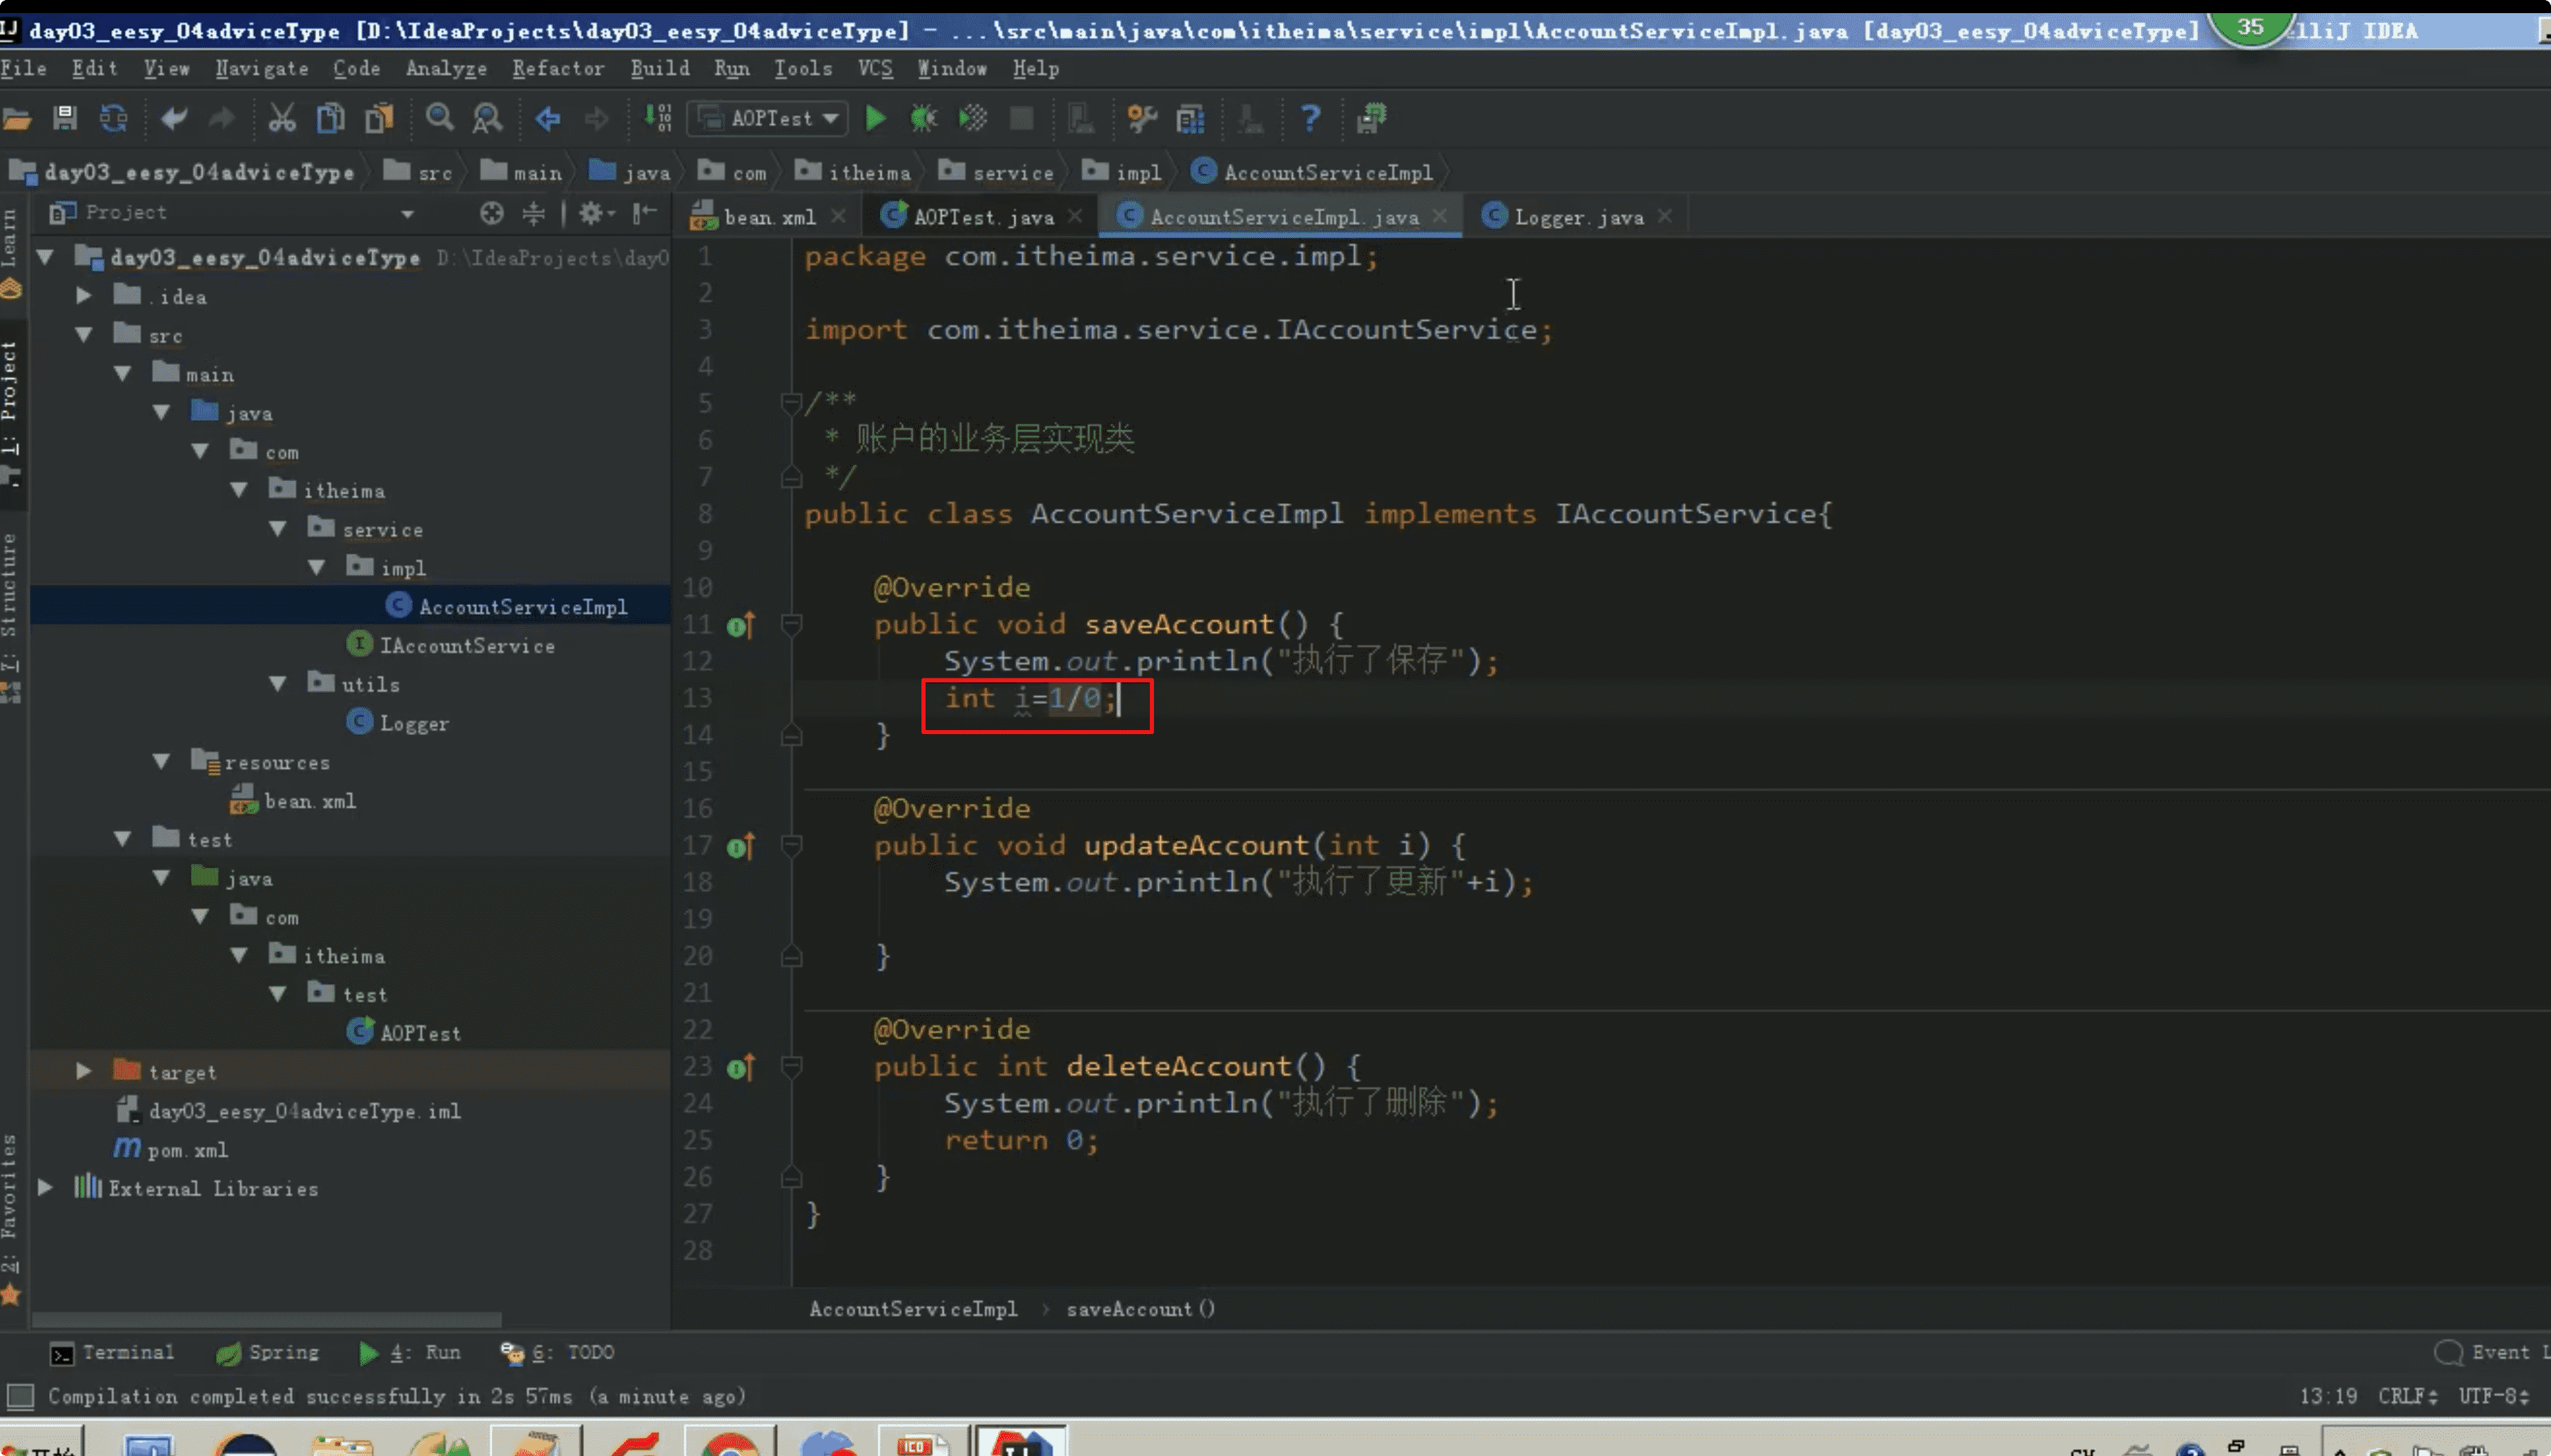 day03_eesy_04adviceType [D:\IdeaProjects\day03_eesy_04adviceType] - ...\src\main\java\com\itheima\service\impl\AccountServiceImpl.java [day03_eesy_04adviceType] 35 lliJ IDEA
File Edit View Navigate Code Analyze Refactor Build Run Tools VCS Window Help
AOPTest
day03_eesy_04adviceType src main java com itheima service impl AccountServiceImpl
Project
bean.xml AOPTest.java AccountServiceImpl.java Logger.java
Learn
1: Project
7: Structure
2: Favorites
day03_eesy_04adviceType D:\IdeaProjects\day0
.idea
src
main
java
com
itheima
service
impl
AccountServiceImpl
IAccountService
utils
Logger
resources
bean.xml
test
java
com
itheima
test
AOPTest
target
day03_eesy_04adviceType.iml
pom.xml
External Libraries
1 package com.itheima.service.impl;
2
3 import com.itheima.service.IAccountService;
4
5 /**
6 * 账户的业务层实现类
7 */
8 public class AccountServiceImpl implements IAccountService{
9
10 @Override
11 public void saveAccount() {
12 System.out.println("执行了保存");
13 int i=1/0;
14 }
15
16 @Override
17 public void updateAccount(int i) {
18 System.out.println("执行了更新"+i);
19
20 }
21
22 @Override
23 public int deleteAccount() {
24 System.out.println("执行了删除");
25 return 0;
26 }
27 }
28
AccountServiceImpl › saveAccount()
Terminal Spring 4: Run 6: TODO Event L
Compilation completed successfully in 2s 57ms (a minute ago) 13:19 CRLF UTF-8
开始 ICO IJ